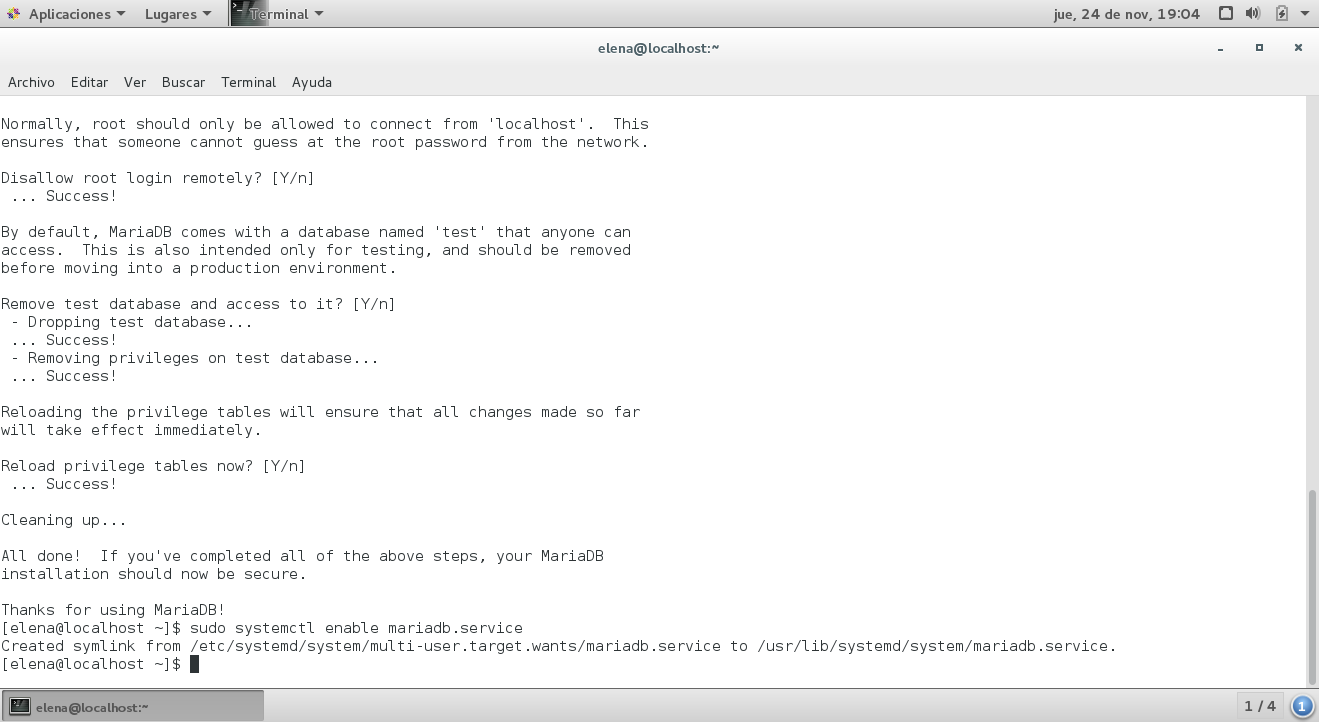 Aplicaciones Lugares Terminal jue, 24 de nov, 19:04
elena@localhost:~
Archivo Editar Ver Buscar Terminal Ayuda
Normally, root should only be allowed to connect from 'localhost'.  This
ensures that someone cannot guess at the root password from the network.
Disallow root login remotely? [Y/n]
 ... Success!
By default, MariaDB comes with a database named 'test' that anyone can
access.  This is also intended only for testing, and should be removed
before moving into a production environment.
Remove test database and access to it? [Y/n]
 - Dropping test database...
 ... Success!
 - Removing privileges on test database...
 ... Success!
Reloading the privilege tables will ensure that all changes made so far
will take effect immediately.
Reload privilege tables now? [Y/n]
 ... Success!
Cleaning up...
All done!  If you've completed all of the above steps, your MariaDB
installation should now be secure.
Thanks for using MariaDB!
[elena@localhost ~]$ sudo systemctl enable mariadb.service
Created symlink from /etc/systemd/system/multi-user.target.wants/mariadb.service to /usr/lib/systemd/system/mariadb.service.
[elena@localhost ~]$
elena@localhost:~ 1 / 4 1